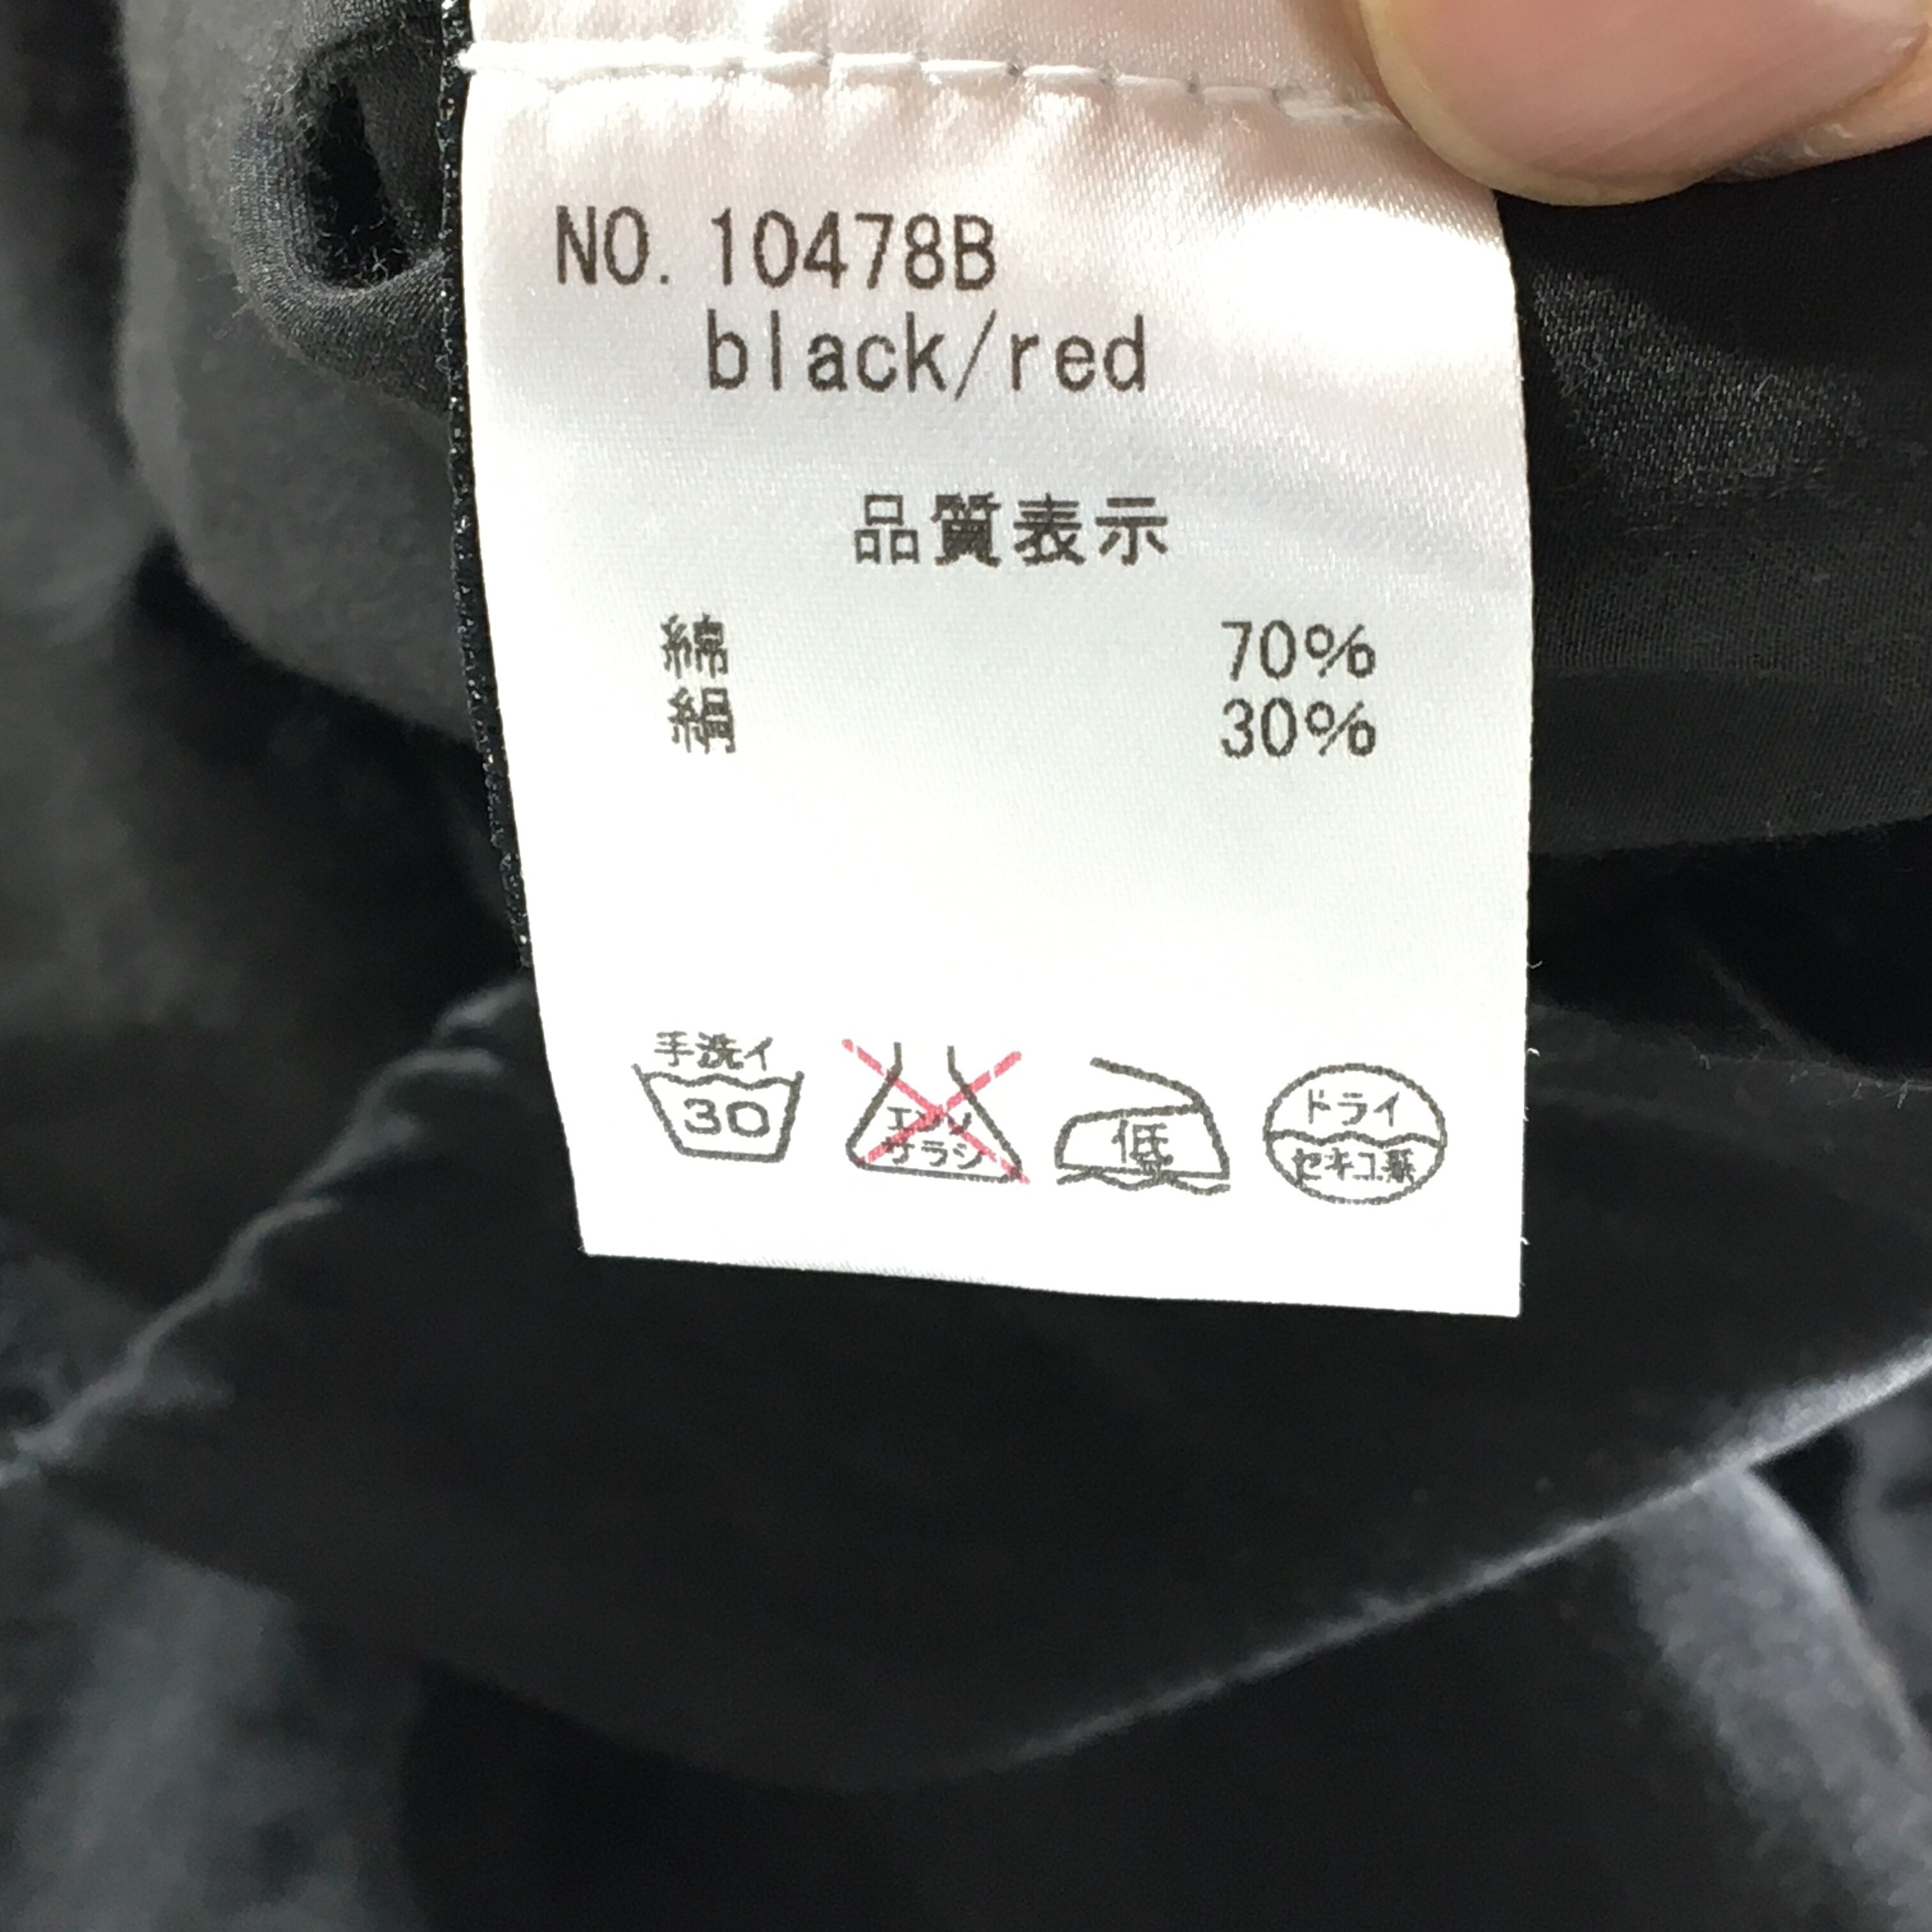 NO. 10478B
black/red
品質表示
綿 70%
絹 30%
手洗イ
30
エンソ
サラシ
低
ドライ
セキユ系